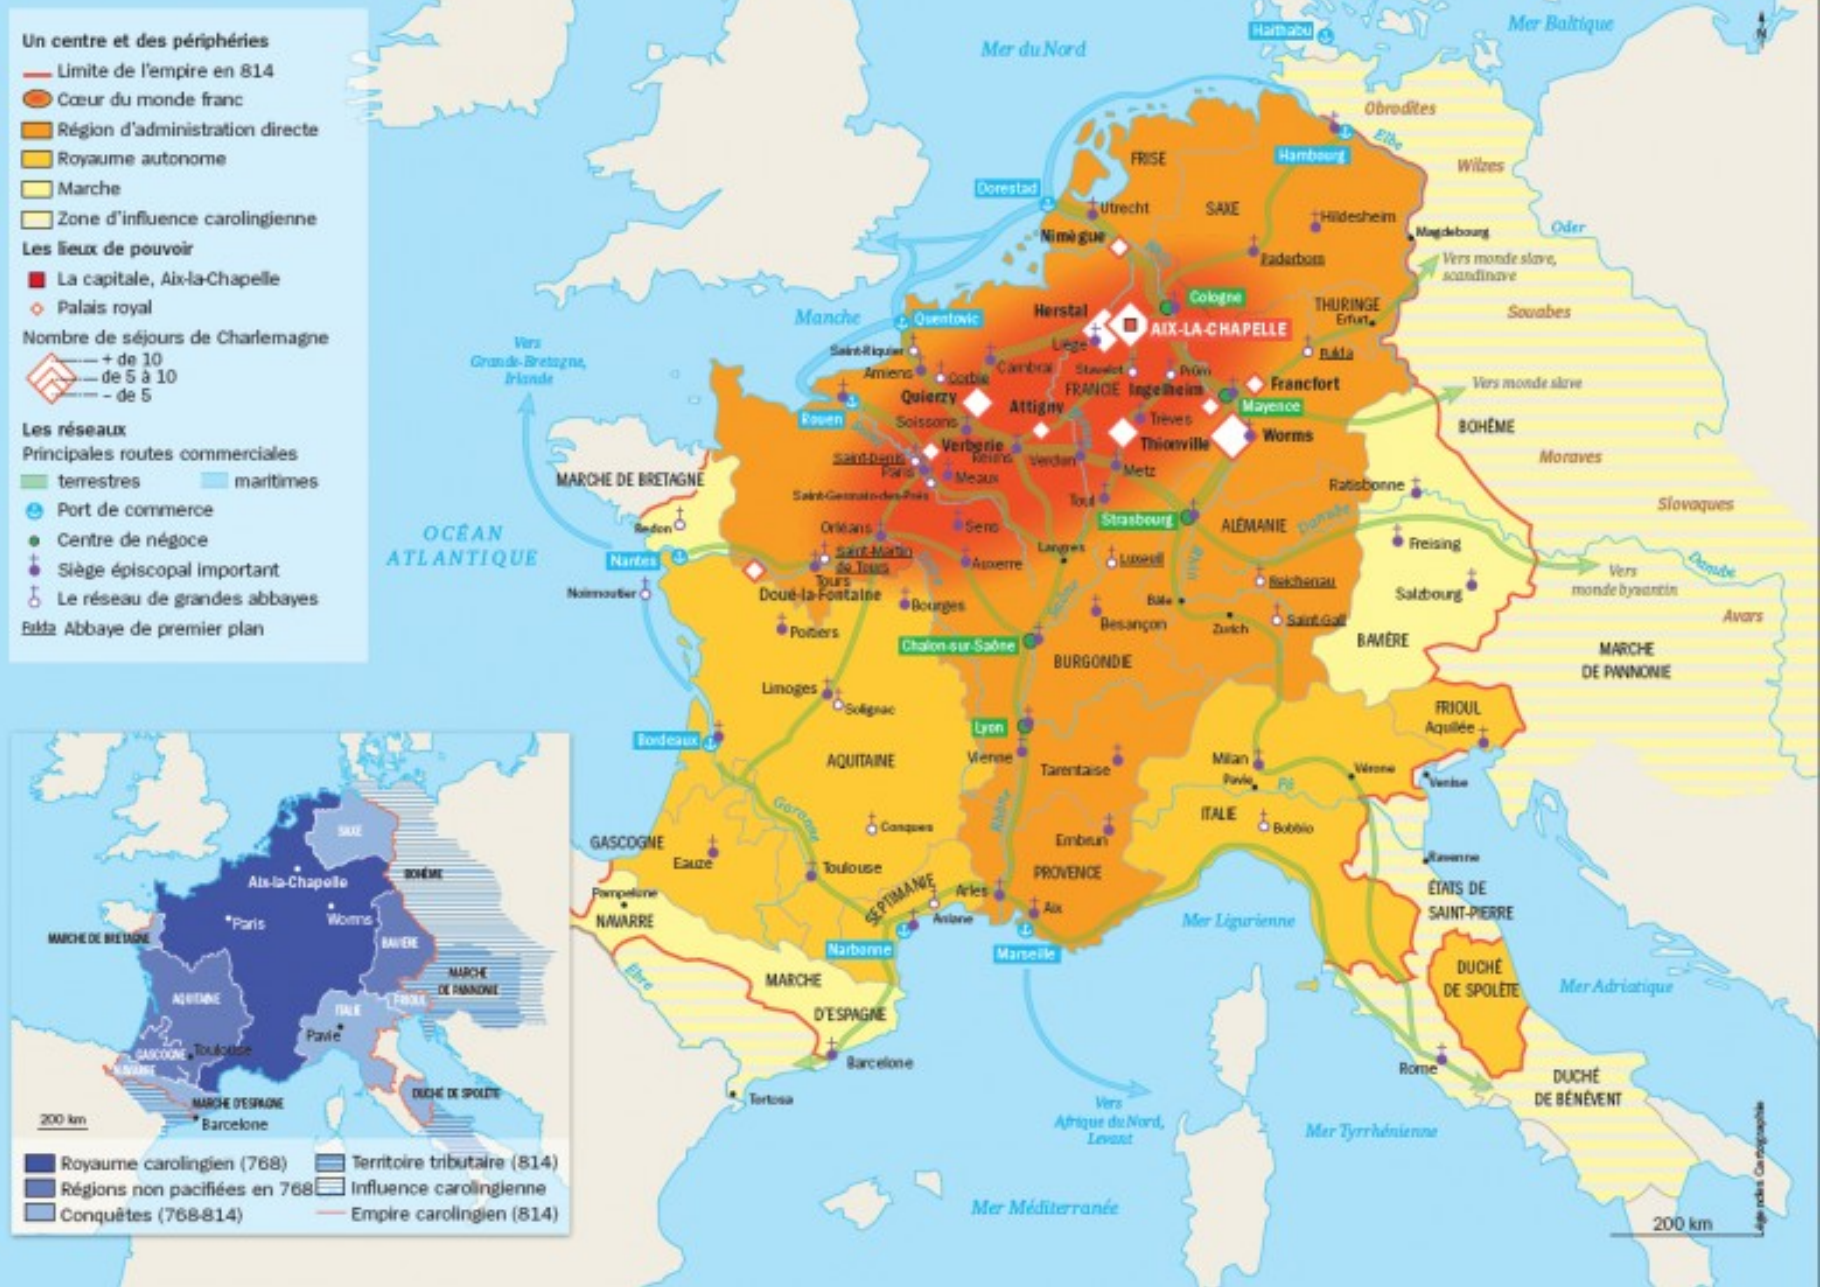 Un centre et des périphéries
Limite de l'empire en 814
Cœur du monde franc
Région d'administration directe
Royaume autonome
Marche
Zone d'influence carolingienne
Les lieux de pouvoir
La capitale, Aix-la-Chapelle
Palais royal
Nombre de séjours de Charlemagne
+ de 10
de 5 à 10
- de 5
Les réseaux
Principales routes commerciales
terrestres
maritimes
Port de commerce
Centre de négoce
Siège épiscopal important
Le réseau de grandes abbayes
Fulda Abbaye de premier plan
Mer du Nord
Haithabu
Mer Baltique
N
Obrodites
Elbe
Hambourg
Wilzes
FRISE
Dorestad
Utrecht
SAXE
Hildesheim
Oder
Nimègue
Magdebourg
Paderborn
Vers monde slave,
scandinave
Manche
Quentovic
Herstal
Cologne
THURINGE
Erfurt
Souabes
AIX-LA-CHAPELLE
Vers
Grande-Bretagne,
Irlande
Saint-Riquier
Liège
Fulda
Amiens
Corbie
Cambrai
Stavelot
Prüm
FRANCIE
Ingelheim
Francfort
Vers monde slave
Quierzy
Attigny
Mayence
Rouen
Soissons
Trèves
BOHÊME
Seine
Verberie
Thionville
Worms
Saint-Denis
Reims
Verdun
Moraves
Paris
Meaux
Metz
MARCHE DE BRETAGNE
Saint-Germain-des-Prés
Toul
Ratisbonne
Slovaques
Redon
Orléans
Sens
Strasbourg
ALÉMANIE
Danube
OCÉAN
ATLANTIQUE
Nantes
Saint-Martin
de Tours
Langres
Luxeuil
Rhin
Freising
Danube
Auxerre
Tours
Reichenau
Vers
monde byzantin
Noirmoutier
Doué-la-Fontaine
Bourges
Saône
Bâle
Salzbourg
Avars
Poitiers
Besançon
Zurich
Saint-Gall
Chalon-sur-Saône
BAVIÈRE
MARCHE
DE PANNONIE
BURGONDIE
Limoges
Solignac
FRIOUL
Aquilée
Bordeaux
Lyon
AQUITAINE
Vienne
Tarentaise
Milan
Pavie
Vérone
Venise
Pô
Garonne
Rhône
ITALIE
Bobbio
GASCOGNE
Conques
Embrun
Eauze
Toulouse
Ravenne
PROVENCE
SEPTIMANIE
Arles
Aix
ÉTATS DE
SAINT-PIERRE
Pampelune
NAVARRE
Aniane
Mer Ligurienne
Narbonne
Marseille
Èbre
MARCHE
D'ESPAGNE
DUCHÉ
DE SPOLÈTE
Mer Adriatique
Barcelone
Rome
Tortosa
Vers
Afrique du Nord,
Levant
DUCHÉ
DE BÉNÉVENT
Mer Tyrrhénienne
Mer Méditerranée
200 km
Légendes Cartographie
SAXE
Aix-la-Chapelle
BOHÊME
Paris
Worms
MARCHE DE BRETAGNE
BAVIÈRE
MARCHE
DE PANNONIE
AQUITAINE
FRIOUL
ITALIE
Pavie
GASCOGNE
Toulouse
NAVARRE
DUCHÉ DE SPOLÈTE
MARCHE D'ESPAGNE
Barcelone
200 km
Royaume carolingien (768)
Régions non pacifiées en 768
Conquêtes (768-814)
Territoire tributaire (814)
Influence carolingienne
Empire carolingien (814)